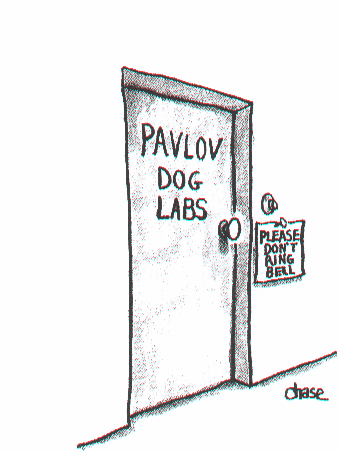 PAVLOV
DOG
LABS
PLEASE
DON'T
RING
BELL
chase